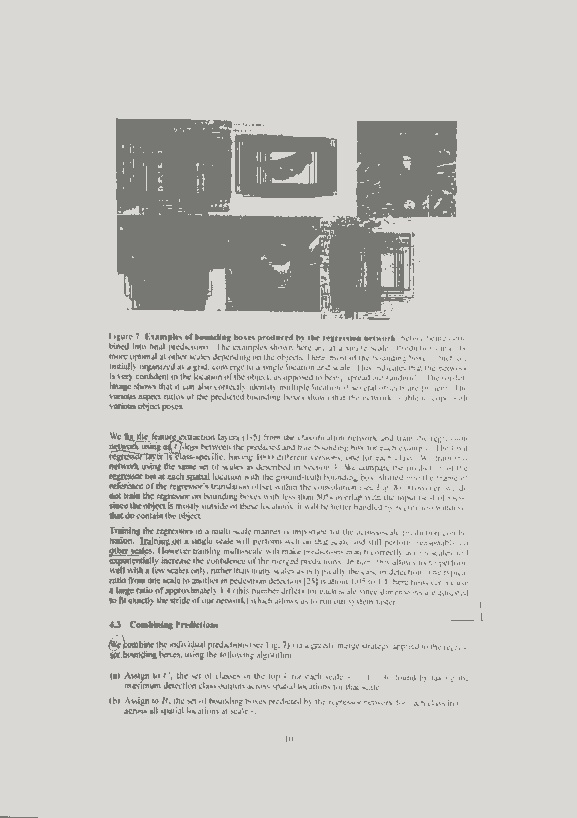 Figure 7: Examples of bounding boxes produced by the regression network, before being com-
bined into final predictions. The examples shown here are at a single scale. Predictions may be
more optimal at other scales depending on the objects. Here, most of the bounding boxes which are
initially organized as a grid, converge to a single location and scale. This indicates that the network
is very confident in the location of the object, as opposed to being spread out randomly. The top left
image shows that it can also correctly identify multiple location if several objects are present. The
various aspect ratios of the predicted bounding boxes shows that the network is able to cope with
various object poses.
We fix the feature extraction layers (1-5) from the classification network and train the regression
network using an ℓ2 loss between the predicted and true bounding box for each example. The final
regressor layer is class-specific, having 1000 different versions, one for each class. We train this
network using the same set of scales as described in Section 3. We compare the prediction of the
regressor net at each spatial location with the ground-truth bounding box, shifted into the frame of
reference of the regressor's translation offset within the convolution (see Fig. 8). However, we do
not train the regressor on bounding boxes with less than 50% overlap with the input field of view:
since the object is mostly outside of these locations, it will be better handled by regression windows
that do contain the object.
Training the regressors in a multi-scale manner is important for the across-scale prediction combi-
nation. Training on a single scale will perform well on that scale and still perform reasonably on
other scales. However training multi-scale will make predictions match correctly across scales and
exponentially increase the confidence of the merged predictions. In turn, this allows us to perform
well with a few scales only, rather than many scales as is typically the case in detection. The typical
ratio from one scale to another in pedestrian detection [25] is about 1.05 to 1.1, here however we use
a large ratio of approximately 1.4 (this number differs for each scale since dimensions are adjusted
to fit exactly the stride of our network) which allows us to run our system faster.
4.3 Combining Predictions
We combine the individual predictions (see Fig. 7) via a greedy merge strategy applied to the regres-
sor bounding boxes, using the following algorithm.
(a) Assign to C the set of classes in the top for each scale found by taking the
maximum detection class outputs across spatial locations for that scale.
(b) Assign to B the set of bounding boxes predicted by the regressor network for each class in
across all spatial locations at scale s.